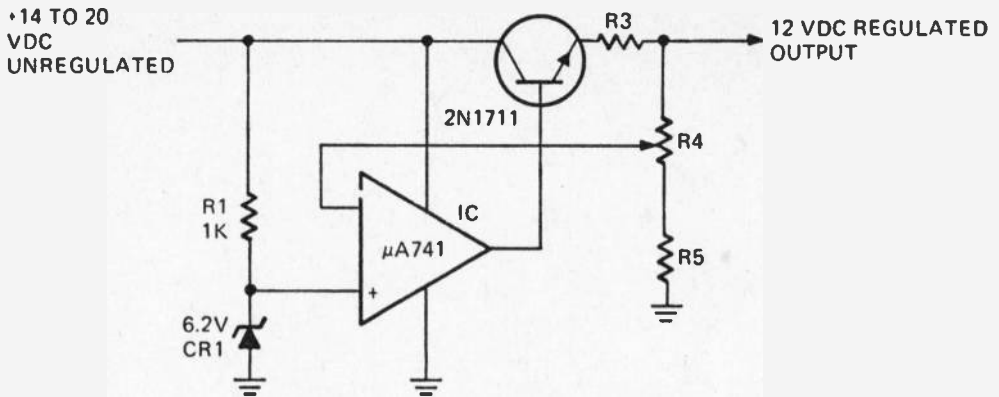 +14 TO 20
VDC
UNREGULATED
R3
12 VDC REGULATED
OUTPUT
2N1711
R4
R1
1K
IC
μA741
+
R5
6.2V
CR1